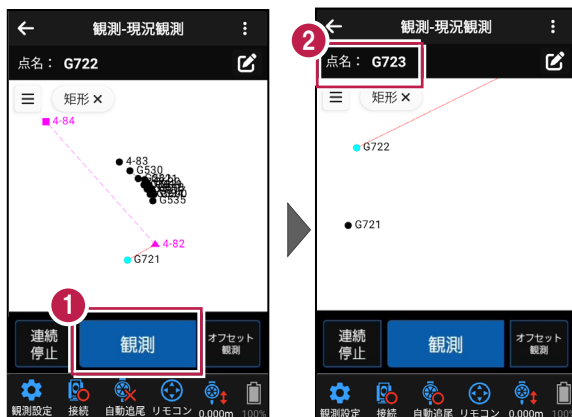 観測-現況観測
点名： G722
矩形 ×
4-84
4-83
G530
G535
4-82
G721
1
連続
停止
観測
オフセット
観測
観測設定
接続
自動追尾
リモコン
0.000m
100%
2
観測-現況観測
点名： G723
矩形 ×
G722
G721
連続
停止
観測
オフセット
観測
観測設定
接続
自動追尾
リモコン
0.000m
100%